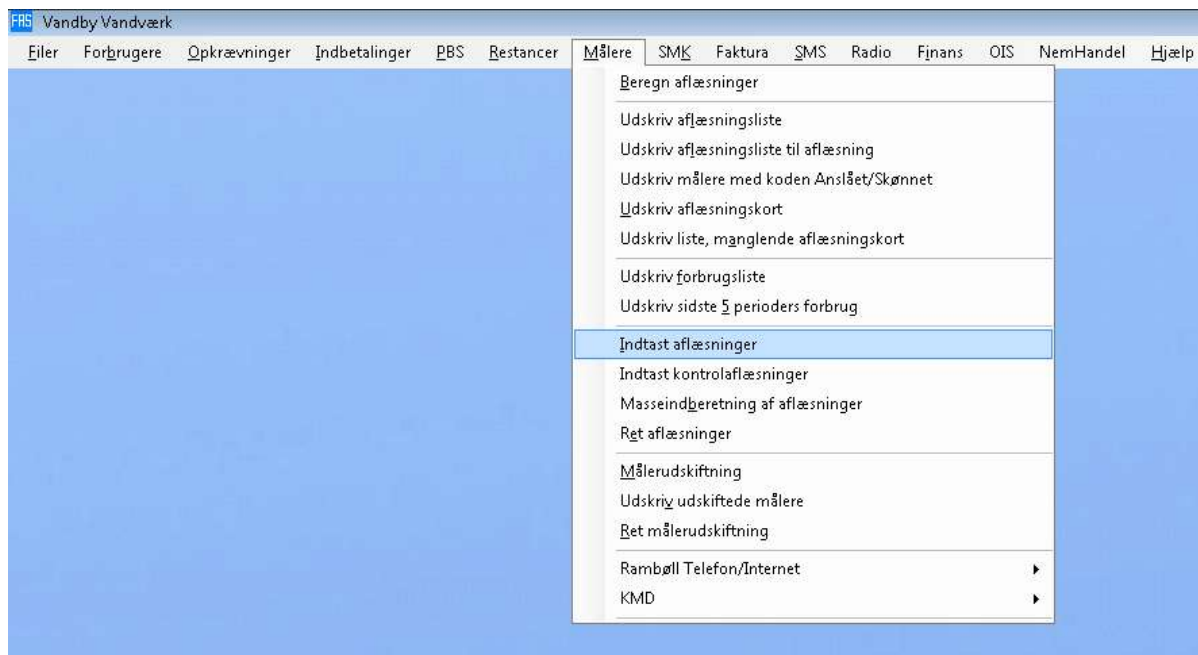 FAS Vandby Vandværk
Filer Forbrugere Opkrævninger Indbetalinger PBS Restancer Målere SMK Faktura SMS Radio Finans OIS NemHandel Hjælp
Beregn aflæsninger
Udskriv aflæsningsliste
Udskriv aflæsningsliste til aflæsning
Udskriv målere med koden Anslået/Skønnet
Udskriv aflæsningskort
Udskriv liste, manglende aflæsningskort
Udskriv forbrugsliste
Udskriv sidste 5 perioders forbrug
Indtast aflæsninger
Indtast kontrolaflæsninger
Masseindberetning af aflæsninger
Ret aflæsninger
Målerudskiftning
Udskriv udskiftede målere
Ret målerudskiftning
Rambøll Telefon/Internet
KMD